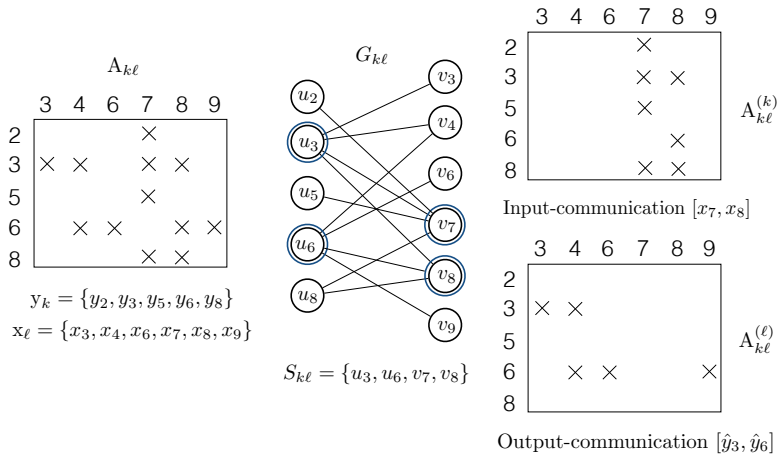 A_{kℓ}
3 4 6 7 8 9
2
3
5
6
8
y_k = {y_2, y_3, y_5, y_6, y_8}
x_ℓ = {x_3, x_4, x_6, x_7, x_8, x_9}
G_{kℓ}
u_2
u_3
u_5
u_6
u_8
v_3
v_4
v_6
v_7
v_8
v_9
S_{kℓ} = {u_3, u_6, v_7, v_8}
3 4 6 7 8 9
2
3
5
6
8
A_{kℓ}^{(k)}
Input-communication [x_7, x_8]
3 4 6 7 8 9
2
3
5
6
8
A_{kℓ}^{(ℓ)}
Output-communication [ŷ_3, ŷ_6]